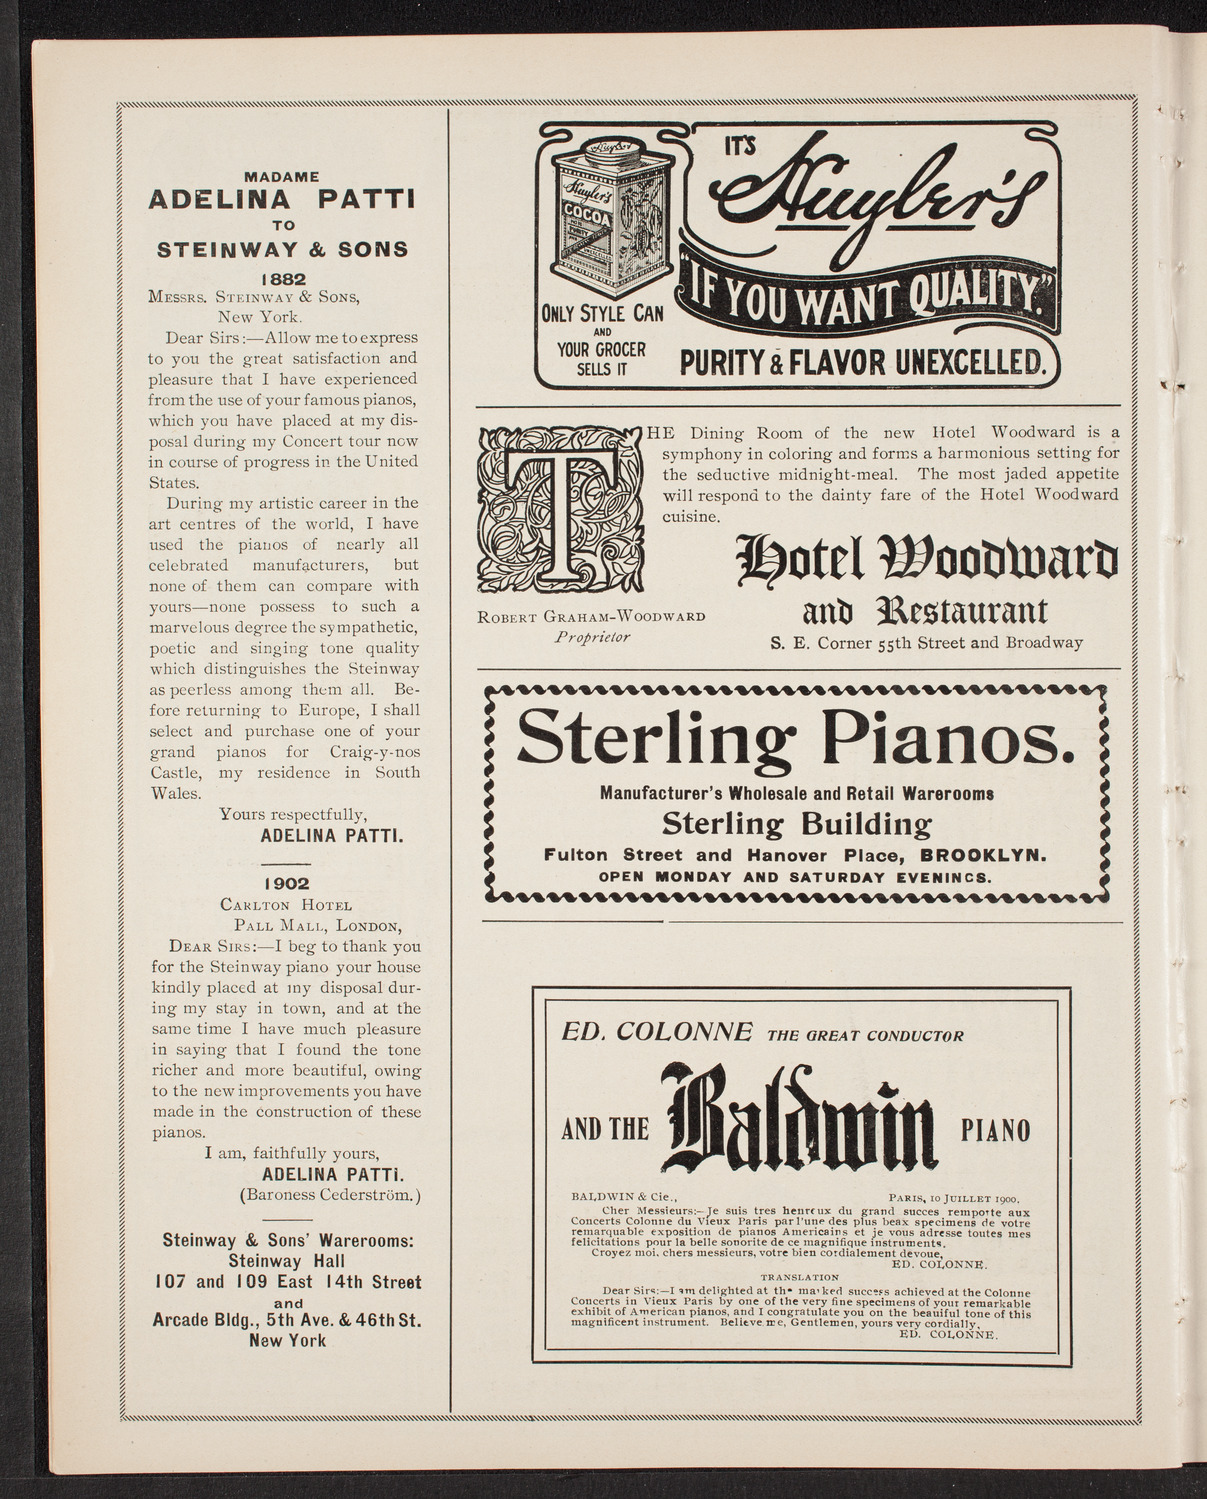 MADAME
ADELINA PATTI
TO
STEINWAY & SONS
1882
MESSRS. STEINWAY & SONS,
New York.
Dear Sirs:—Allow me to express
to you the great satisfaction and
pleasure that I have experienced
from the use of your famous pianos,
which you have placed at my dis-
posal during my Concert tour now
in course of progress in the United
States.
During my artistic career in the
art centres of the world, I have
used the pianos of nearly all
celebrated manufacturers, but
none of them can compare with
yours—none possess to such a
marvelous degree the sympathetic,
poetic and singing tone quality
which distinguishes the Steinway
as peerless among them all. Be-
fore returning to Europe, I shall
select and purchase one of your
grand pianos for Craig-y-nos
Castle, my residence in South
Wales.
Yours respectfully,
ADELINA PATTI.
1902
CARLTON HOTEL
PALL MALL, LONDON,
DEAR SIRS:—I beg to thank you
for the Steinway piano your house
kindly placed at my disposal dur-
ing my stay in town, and at the
same time I have much pleasure
in saying that I found the tone
richer and more beautiful, owing
to the new improvements you have
made in the construction of these
pianos.
I am, faithfully yours,
ADELINA PATTI.
(Baroness Cederström.)
Steinway & Sons' Warerooms:
Steinway Hall
107 and 109 East 14th Street
and
Arcade Bldg., 5th Ave. & 46th St.
New York
Huyler's
Huyler's
COCOA
PURITY
ONLY STYLE CAN
AND
YOUR GROCER
SELLS IT
IT'S
Huyler's
"IF YOU WANT QUALITY."
PURITY & FLAVOR UNEXCELLED.
THE Dining Room of the new Hotel Woodward is a
symphony in coloring and forms a harmonious setting for
the seductive midnight-meal. The most jaded appetite
will respond to the dainty fare of the Hotel Woodward
cuisine.
Hotel Woodward
and Restaurant
S. E. Corner 55th Street and Broadway
ROBERT GRAHAM-WOODWARD
Proprietor
Sterling Pianos.
Manufacturer's Wholesale and Retail Warerooms
Sterling Building
Fulton Street and Hanover Place, BROOKLYN.
OPEN MONDAY AND SATURDAY EVENINGS.
ED. COLONNE THE GREAT CONDUCTOR
AND THE Baldwin PIANO
BALDWIN & Cie., PARIS, 10 JUILLET 1900.
Cher Messieurs:—Je suis tres heureux du grand succes remporte aux
Concerts Colonne du Vieux Paris par l'une des plus beax specimens de votre
remarquable exposition de pianos Americains et je vous adresse toutes mes
felicitations pour la belle sonorite de ce magnifique instruments.
Croyez moi. chers messieurs, votre bien cordialement devoue,
ED. COLONNE.
TRANSLATION
Dear Sirs:—I am delighted at the marked success achieved at the Colonne
Concerts in Vieux Paris by one of the very fine specimens of your remarkable
exhibit of American pianos, and I congratulate you on the beauiful tone of this
magnificent instrument. Believe me, Gentlemen, yours very cordially,
ED. COLONNE.